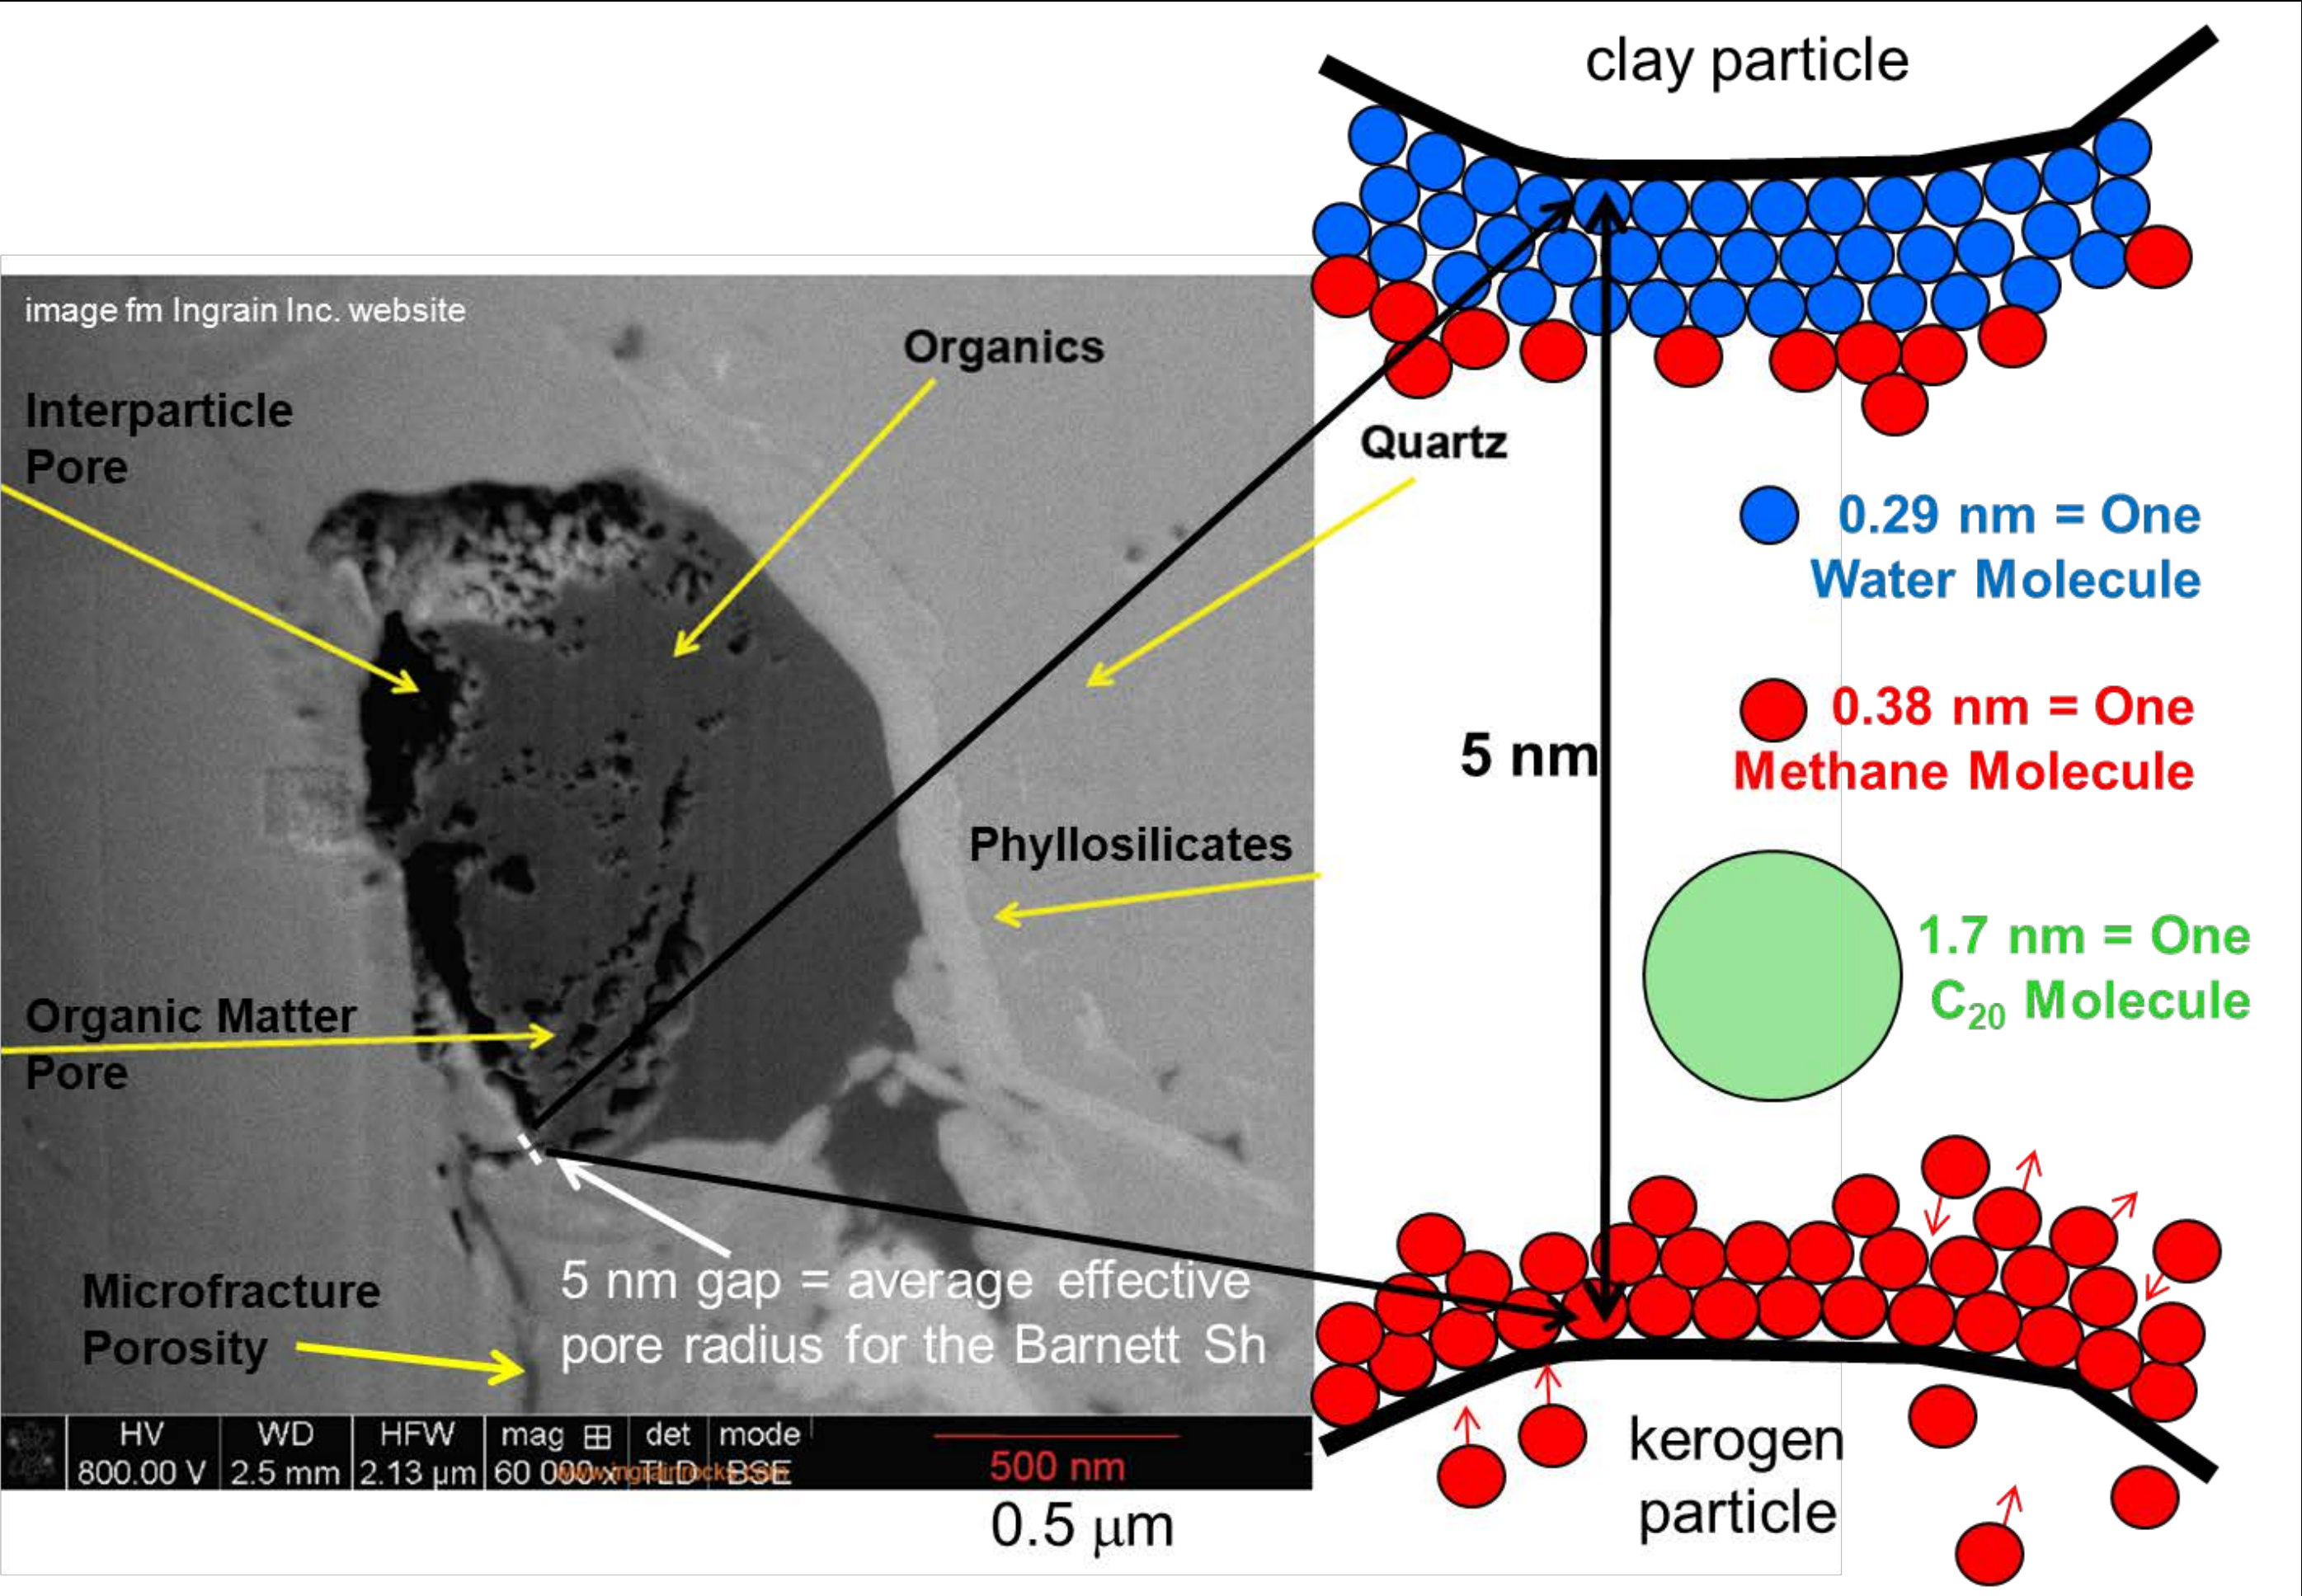 clay particle
image fm Ingrain Inc. website
Organics
Interparticle
Pore
Quartz
0.29 nm = One
Water Molecule
0.38 nm = One
Methane Molecule
5 nm
Phyllosilicates
1.7 nm = One
C₂₀ Molecule
Organic Matter
Pore
5 nm gap = average effective
pore radius for the Barnett Sh
Microfracture
Porosity
HV WD HFW mag det mode
800.00 V 2.5 mm 2.13 µm 60 000 x TLD BSE
www.ingrainrocks.com
500 nm
0.5 µm
kerogen
particle